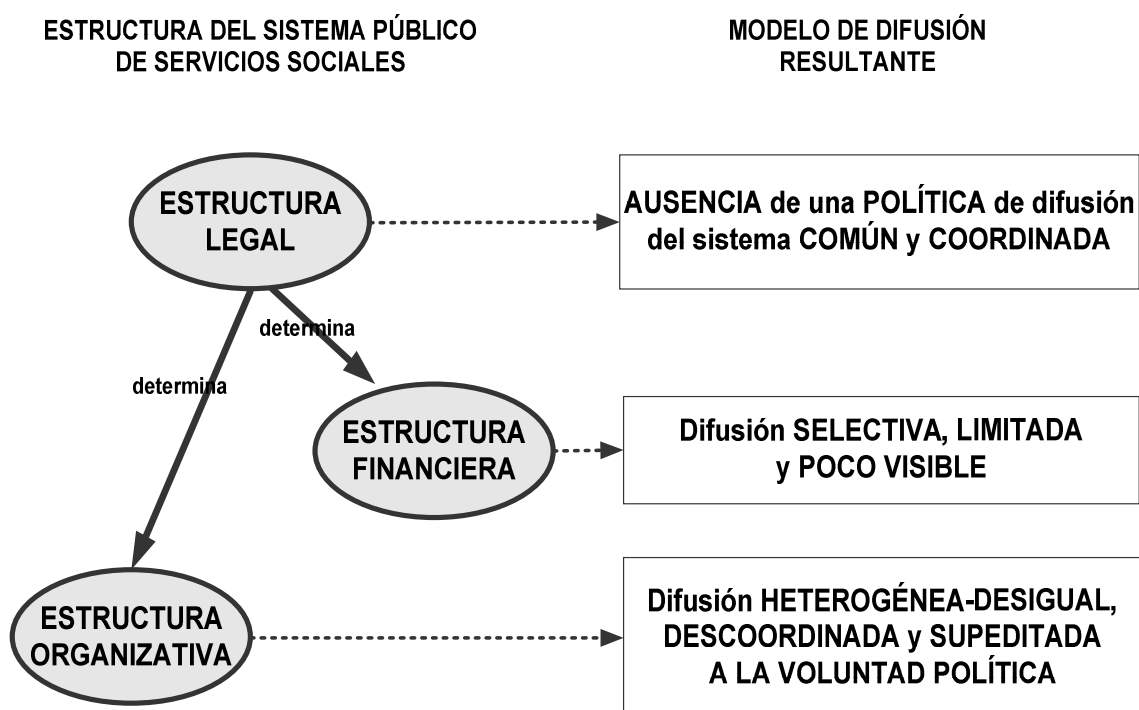 ESTRUCTURA DEL SISTEMA PÚBLICO
DE SERVICIOS SOCIALES
MODELO DE DIFUSIÓN
RESULTANTE
ESTRUCTURA
LEGAL
AUSENCIA de una POLÍTICA de difusión
del sistema COMÚN y COORDINADA
determina
determina
ESTRUCTURA
FINANCIERA
Difusión SELECTIVA, LIMITADA
y POCO VISIBLE
ESTRUCTURA
ORGANIZATIVA
Difusión HETEROGÉNEA-DESIGUAL,
DESCOORDINADA y SUPEDITADA
A LA VOLUNTAD POLÍTICA